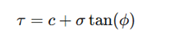 τ = c + σ tan(ϕ)